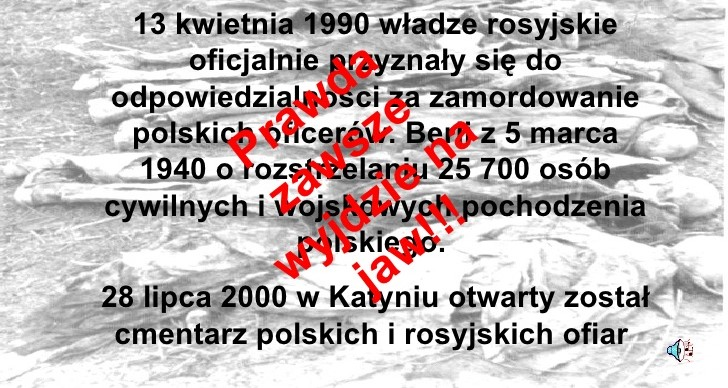 13 kwietnia 1990 władze rosyjskie
oficjalnie przyznały się do
odpowiedzialności za zamordowanie
polskich oficerów. Berii z 5 marca
1940 o rozstrzelaniu 25 700 osób
cywilnych i wojskowych pochodzenia
polskiego.
28 lipca 2000 w Katyniu otwarty został
cmentarz polskich i rosyjskich ofiar
Prawda
zawsze
wyjdzie na
jaw!!!